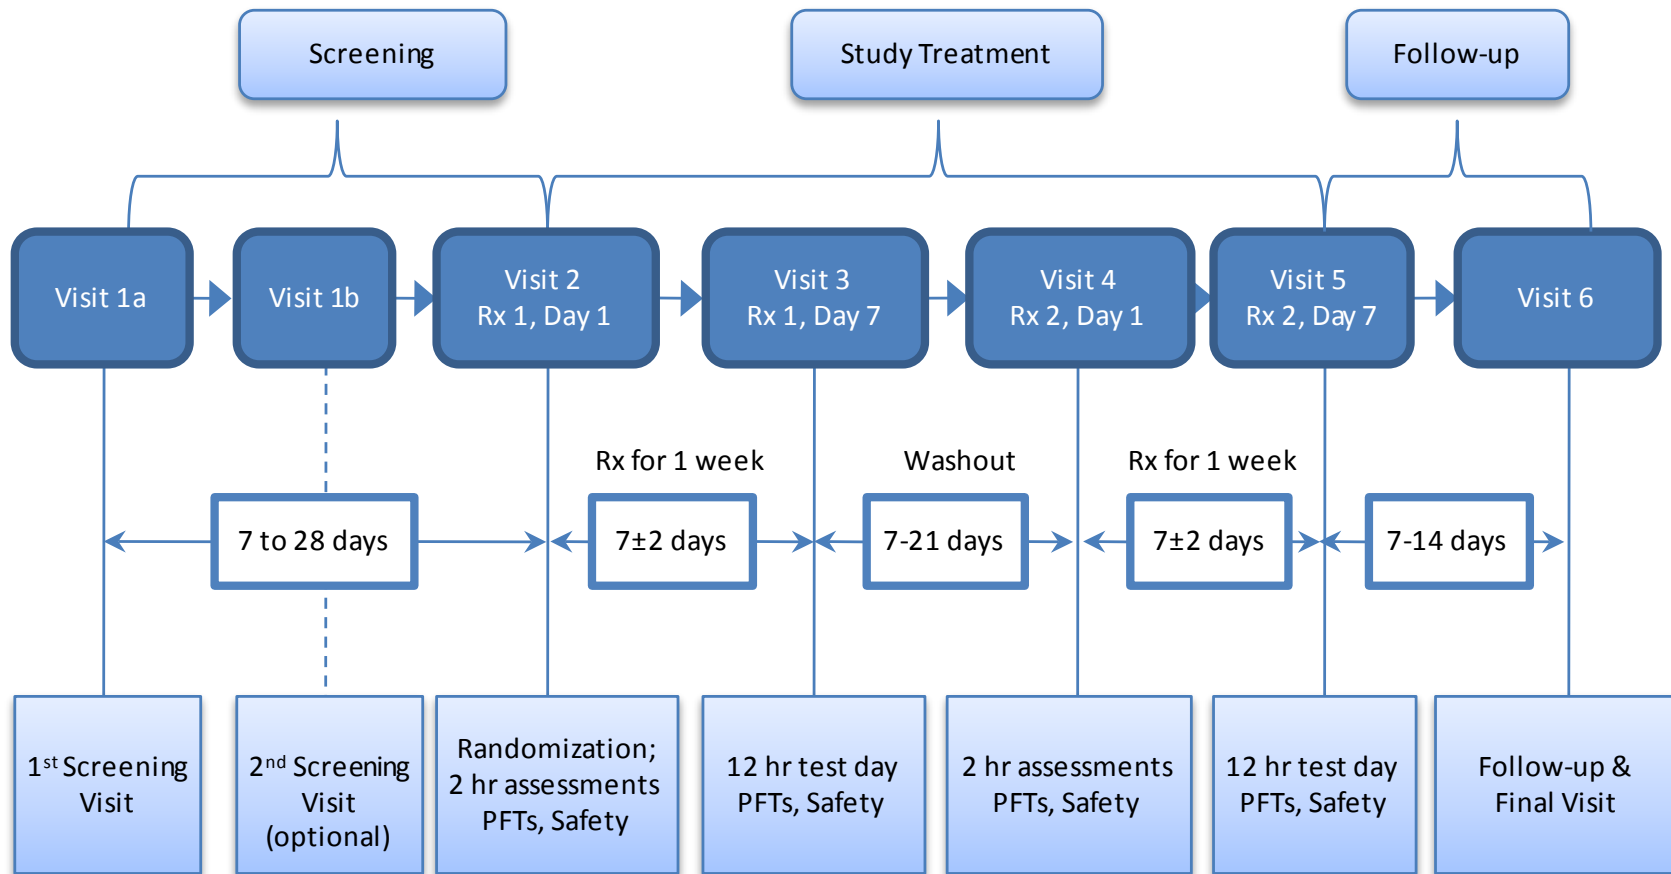 Screening
Study Treatment
Follow-up
Visit 1a
Visit 1b
Visit 2
Rx 1, Day 1
Visit 3
Rx 1, Day 7
Visit 4
Rx 2, Day 1
Visit 5
Rx 2, Day 7
Visit 6
Rx for 1 week
Washout
Rx for 1 week
7 to 28 days
7±2 days
7-21 days
7±2 days
7-14 days
1st Screening
Visit
2nd Screening
Visit
(optional)
Randomization;
2 hr assessments
PFTs, Safety
12 hr test day
PFTs, Safety
2 hr assessments
PFTs, Safety
12 hr test day
PFTs, Safety
Follow-up &
Final Visit